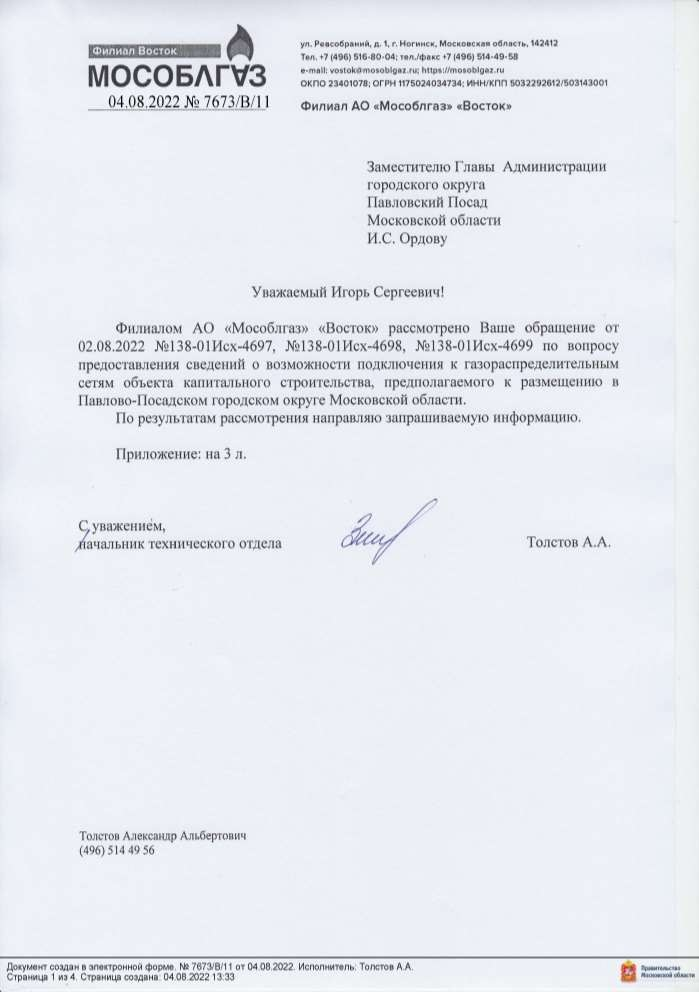 Филиал Восток
МОСОБЛГАЗ
04.08.2022 № 7673/В/11
ул. Ревсобраний, д. 1, г. Ногинск, Московская область, 142412
Тел. +7 (496) 516-80-04; тел./факс +7 (496) 514-49-58
e-mail: vostok@mosoblgaz.ru; https://mosoblgaz.ru
ОКПО 23401078; ОГРН 1175024034734; ИНН/КПП 5032292612/503143001
Филиал АО «Мособлгаз» «Восток»
Заместителю Главы Администрации
городского округа
Павловский Посад
Московской области
И.С. Ордову
Уважаемый Игорь Сергеевич!
Филиалом АО «Мособлгаз» «Восток» рассмотрено Ваше обращение от
02.08.2022 №138-01Исх-4697, №138-01Исх-4698, №138-01Исх-4699 по вопросу
предоставления сведений о возможности подключения к газораспределительным
сетям объекта капитального строительства, предполагаемого к размещению в
Павлово-Посадском городском округе Московской области.
По результатам рассмотрения направляю запрашиваемую информацию.
Приложение: на 3 л.
С уважением,
начальник технического отдела
Толстов А.А.
Толстов Александр Альбертович
(496) 514 49 56
Документ создан в электронной форме. № 7673/В/11 от 04.08.2022. Исполнитель: Толстов А.А.
Страница 1 из 4. Страница создана: 04.08.2022 13:33
Правительство
Московской области